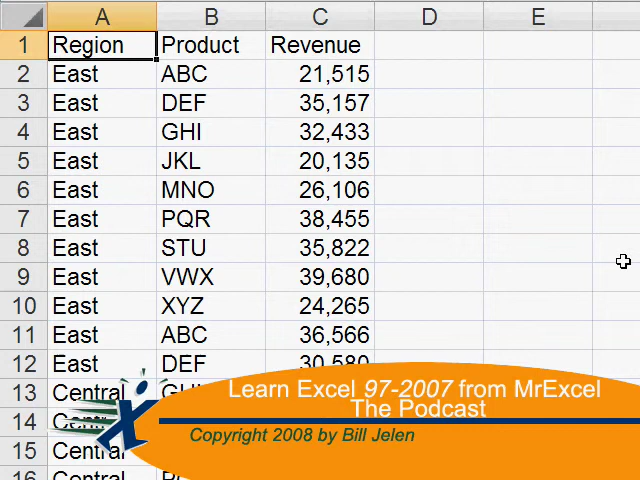 A B C D E
1 Region Product Revenue
2 East ABC 21,515
3 East DEF 35,157
4 East GHI 32,433
5 East JKL 20,135
6 East MNO 26,106
7 East PQR 38,455
8 East STU 35,822
9 East VWX 39,680
10 East XYZ 24,265
11 East ABC 36,566
12 East DEF 30,580
13 Central
14
15 Central
16 Central
Learn Excel 97-2007 from MrExcel
The Podcast
Copyright 2008 by Bill Jelen